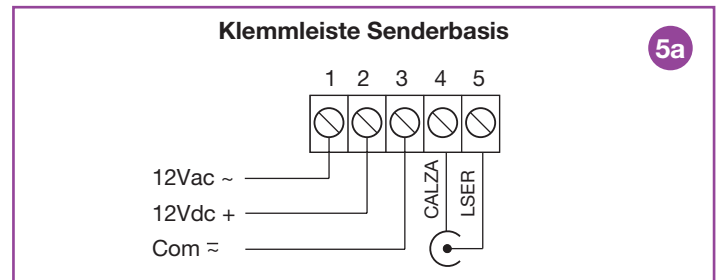 Klemmleiste Senderbasis
5a
1 2 3 4 5
12Vac ~
12Vdc +
Com ⎓
CALZA
LSER